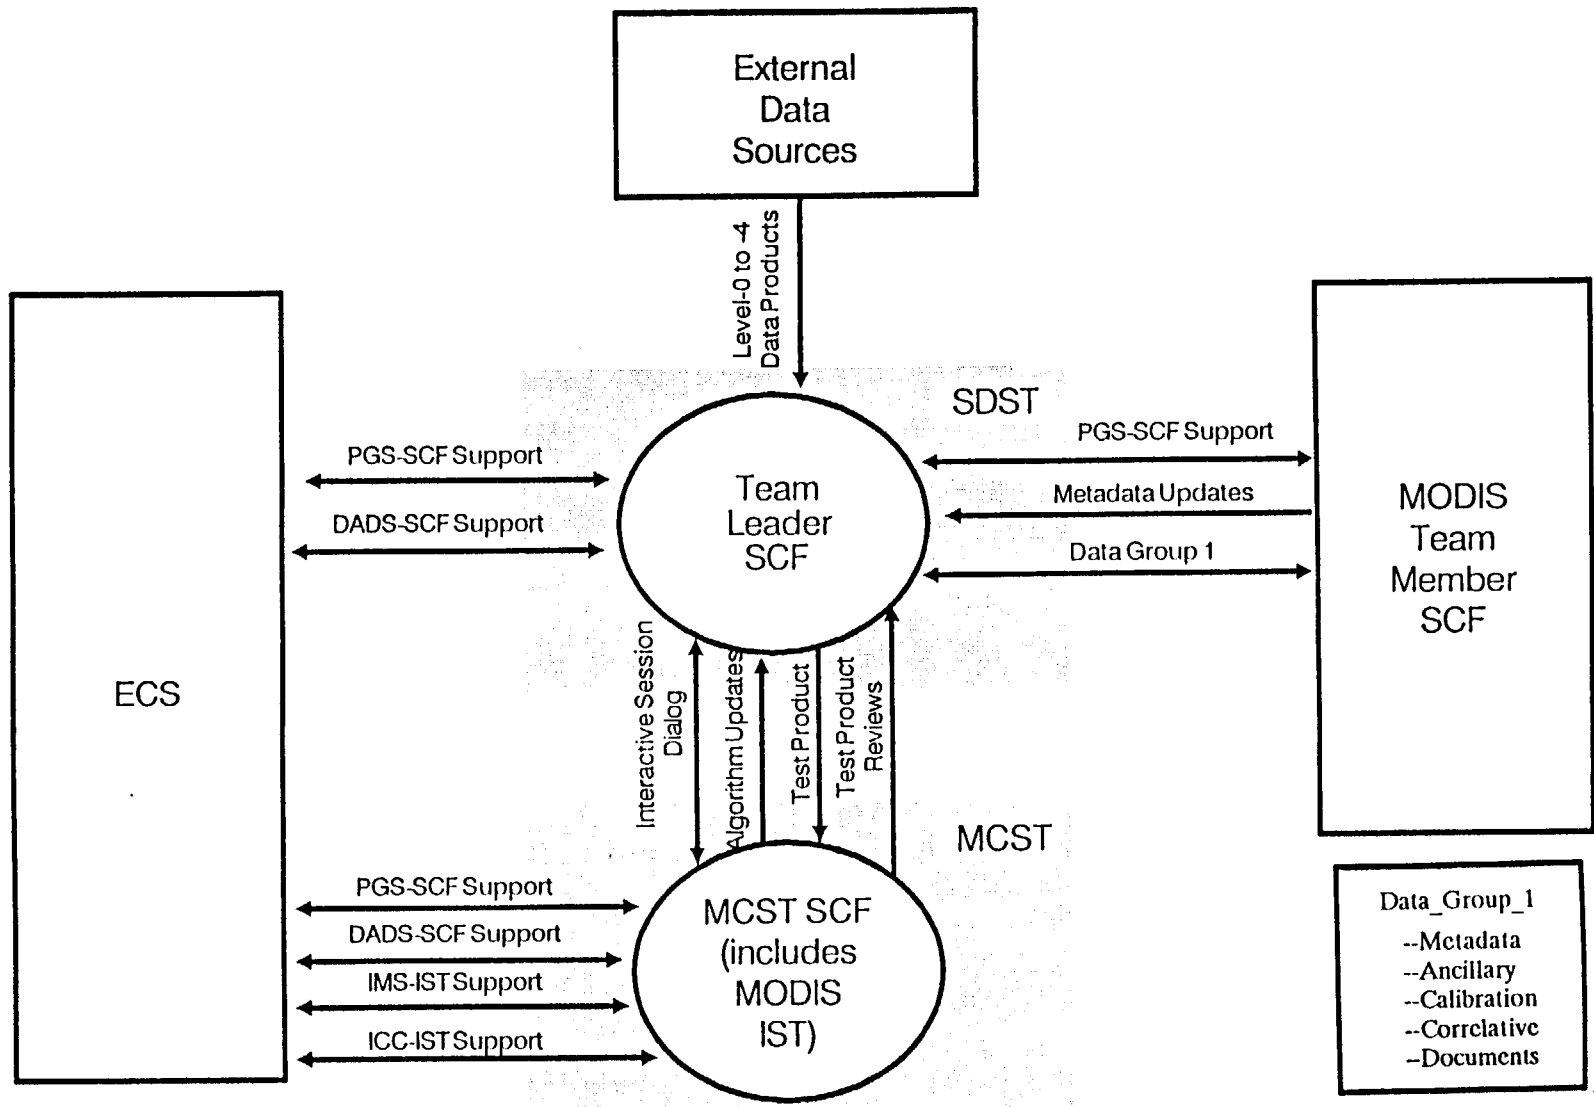 External
Data
Sources
Level-0 to -4
Data Products
SDST
PGS-SCF Support
DADS-SCF Support
Team
Leader
SCF
PGS-SCF Support
Metadata Updates
Data Group 1
MODIS
Team
Member
SCF
ECS
Interactive Session
Dialog
Algorithm Updates
Test Product
Test Product
Reviews
MCST
PGS-SCF Support
DADS-SCF Support
IMS-IST Support
ICC-IST Support
MCST SCF
(includes
MODIS
IST)
Data_Group_1
--Metadata
--Ancillary
--Calibration
--Correlative
--Documents